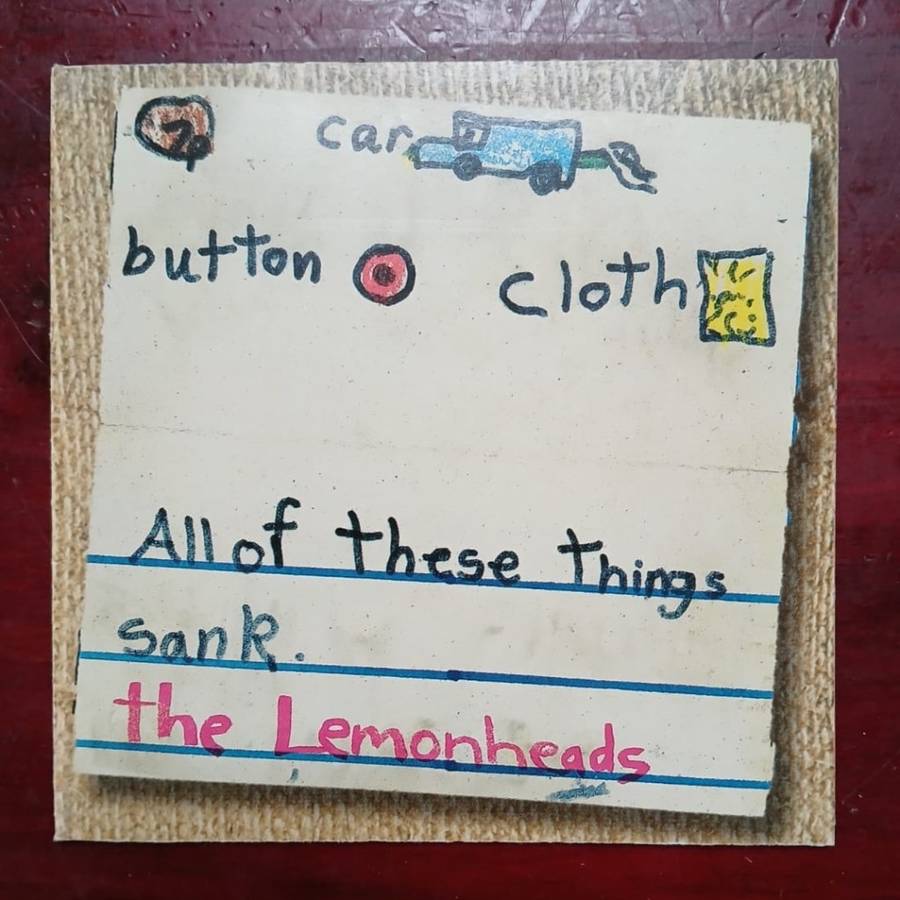 car
button cloth
All of these things
sank.
the Lemonheads